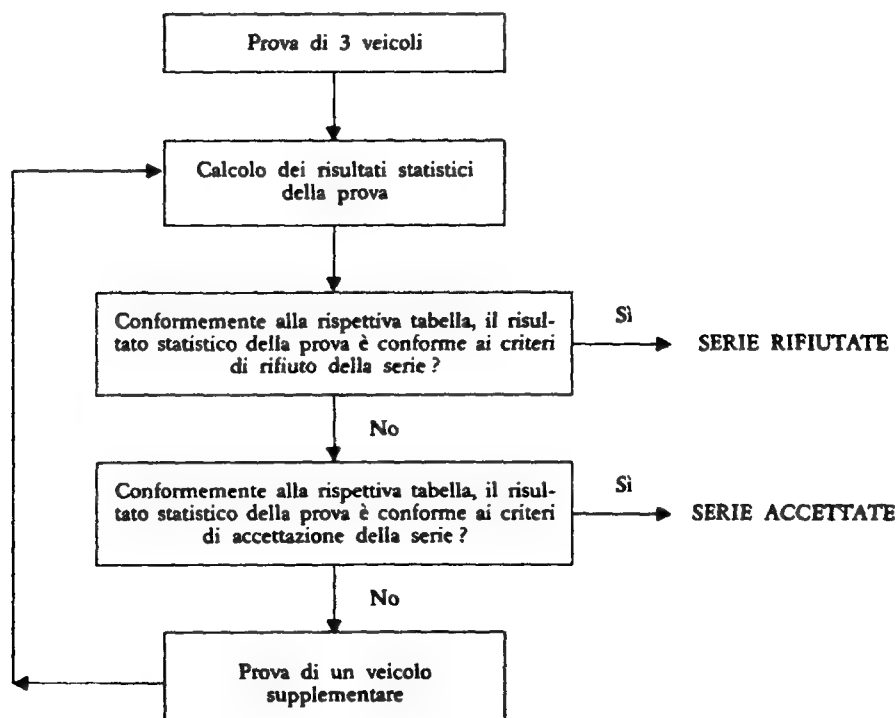 Prova di 3 veicoli
Calcolo dei risultati statistici
della prova
Conformemente alla rispettiva tabella, il risul-
tato statistico della prova è conforme ai criteri
di rifiuto della serie ?
Sì
SERIE RIFIUTATE
No
Conformemente alla rispettiva tabella, il risul-
tato statistico della prova è conforme ai criteri
di accettazione della serie ?
Sì
SERIE ACCETTATE
No
Prova di un veicolo
supplementare